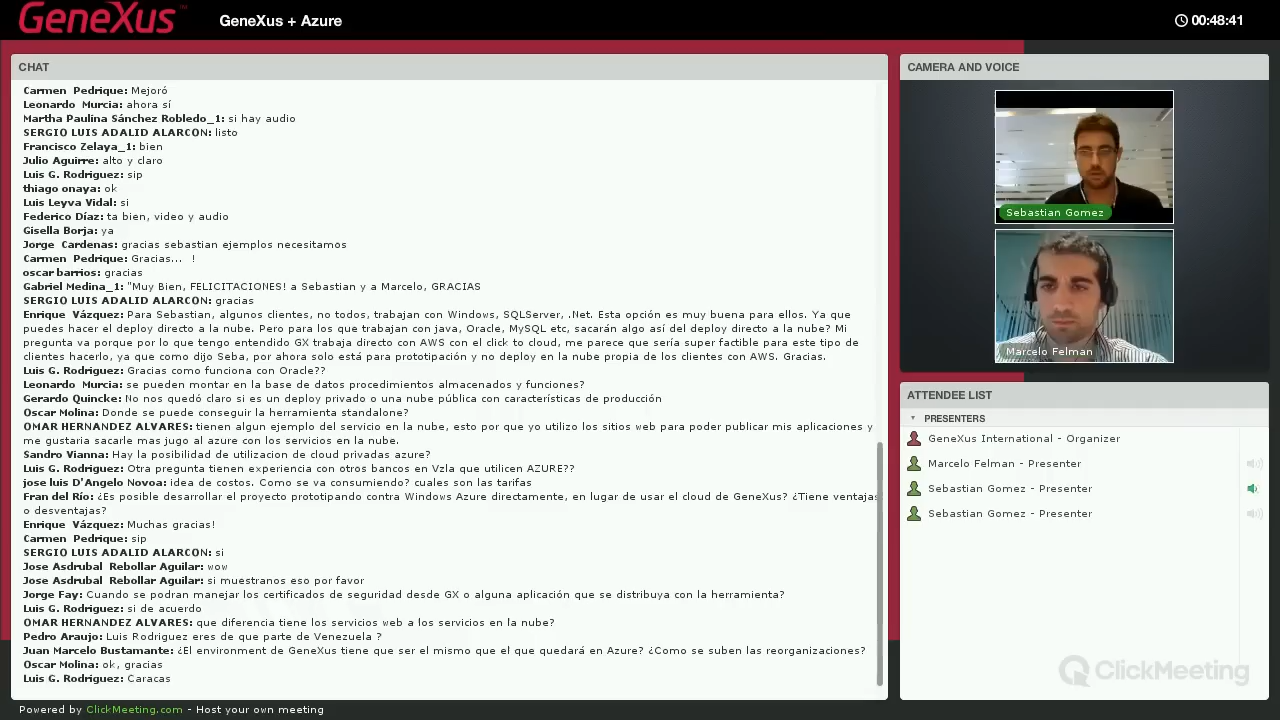 GeneXus™
GeneXus + Azure
00:48:41
CHAT
Carmen Pedrique: Mejoró
Leonardo Murcia: ahora sí
Martha Paulina Sánchez Robledo_1: si hay audio
SERGIO LUIS ADALID ALARCON: listo
Francisco Zelaya_1: bien
Julio Aguirre: alto y claro
Luis G. Rodriguez: sip
thiago onaya: ok
Luis Leyva Vidal: si
Federico Díaz: ta bien, video y audio
Gisella Borja: ya
Jorge Cardenas: gracias sebastian ejemplos necesitamos
Carmen Pedrique: Gracias... !
oscar barrios: gracias
Gabriel Medina_1: "Muy Bien, FELICITACIONES! a Sebastian y a Marcelo, GRACIAS
SERGIO LUIS ADALID ALARCON: gracias
Enrique Vázquez: Para Sebastian, algunos clientes, no todos, trabajan con Windows, SQLServer, .Net. Esta opción es muy buena para ellos. Ya que
puedes hacer el deploy directo a la nube. Pero para los que trabajan con java, Oracle, MySQL etc, sacarán algo así del deploy directo a la nube? Mi
pregunta va porque por lo que tengo entendido GX trabaja directo con AWS con el click to cloud, me parece que sería super factible para este tipo de
clientes hacerlo, ya que como dijo Seba, por ahora solo está para prototipación y no deploy en la nube propia de los clientes con AWS. Gracias.
Luis G. Rodriguez: Gracias como funciona con Oracle??
Leonardo Murcia: se pueden montar en la base de datos procedimientos almacenados y funciones?
Gerardo Quincke: No nos quedó claro si es un deploy privado o una nube pública con características de producción
Oscar Molina: Donde se puede conseguir la herramienta standalone?
OMAR HERNANDEZ ALVARES: tienen algun ejemplo del servicio en la nube, esto por que yo utilizo los sitios web para poder publicar mis aplicaciones y
me gustaria sacarle mas jugo al azure con los servicios en la nube.
Sandro Vianna: Hay la posibilidad de utilizacion de cloud privadas azure?
Luis G. Rodriguez: Otra pregunta tienen experiencia con otros bancos en Vzla que utilicen AZURE??
jose luis D'Angelo Novoa: idea de costos. Como se va consumiendo? cuales son las tarifas
Fran del Río: ¿Es posible desarrollar el proyecto prototipando contra Windows Azure directamente, en lugar de usar el cloud de GeneXus? ¿Tiene ventajas
o desventajas?
Enrique Vázquez: Muchas gracias!
Carmen Pedrique: sip
SERGIO LUIS ADALID ALARCON: si
Jose Asdrubal Rebollar Aguilar: wow
Jose Asdrubal Rebollar Aguilar: si muestranos eso por favor
Jorge Fay: Cuando se podran manejar los certificados de seguridad desde GX o alguna aplicación que se distribuya con la herramienta?
Luis G. Rodriguez: si de acuerdo
OMAR HERNANDEZ ALVARES: que diferencia tiene los servicios web a los servicios en la nube?
Pedro Araujo: Luis Rodriguez eres de que parte de Venezuela ?
Juan Marcelo Bustamante: ¿El environment de GeneXus tiene que ser el mismo que el que quedará en Azure? ¿Como se suben las reorganizaciones?
Oscar Molina: ok, gracias
Luis G. Rodriguez: Caracas
CAMERA AND VOICE
Sebastian Gomez
Marcelo Felman
ATTENDEE LIST
PRESENTERS
GeneXus International - Organizer
Marcelo Felman - Presenter
Sebastian Gomez - Presenter
Sebastian Gomez - Presenter
ClickMeeting
Powered by ClickMeeting.com - Host your own meeting